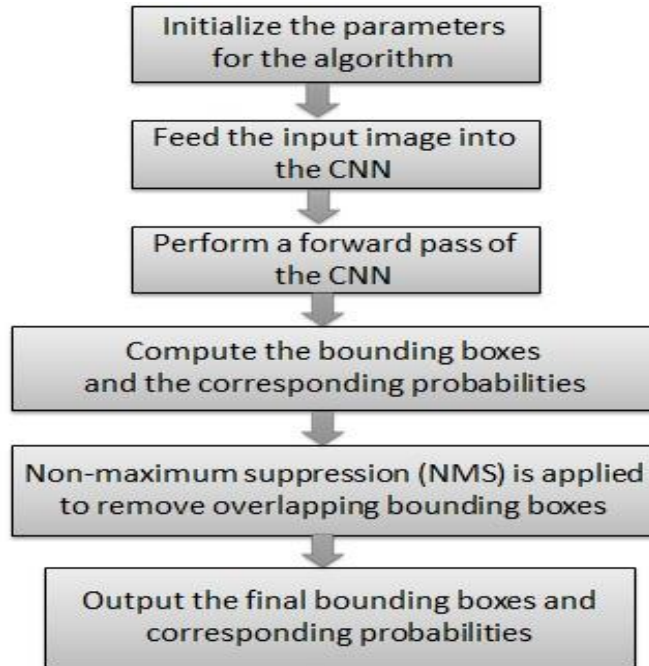 Initialize the parameters
for the algorithm
Feed the input image into
the CNN
Perform a forward pass of
the CNN
Compute the bounding boxes
and the corresponding probabilities
Non-maximum suppression (NMS) is applied
to remove overlapping bounding boxes
Output the final bounding boxes and
corresponding probabilities